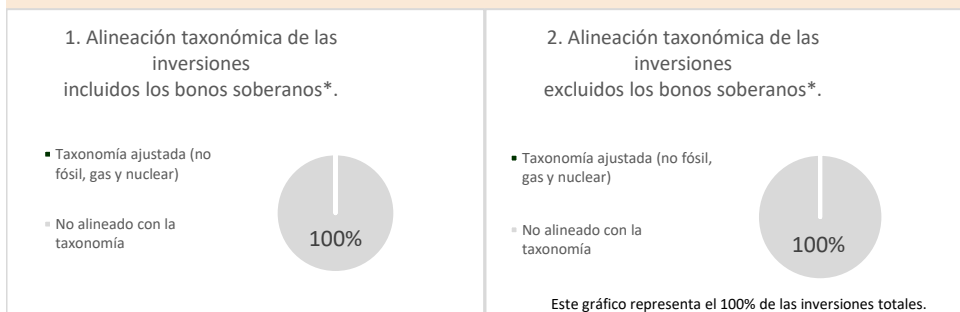 1. Alineación taxonómica de las
inversiones
incluidos los bonos soberanos*.
Taxonomía ajustada (no
fósil, gas y nuclear)
No alineado con la
taxonomía
100%
2. Alineación taxonómica de las
inversiones
excluidos los bonos soberanos*.
Taxonomía ajustada (no fósil,
gas y nuclear)
No alineado con la
taxonomía
100%
Este gráfico representa el 100% de las inversiones totales.